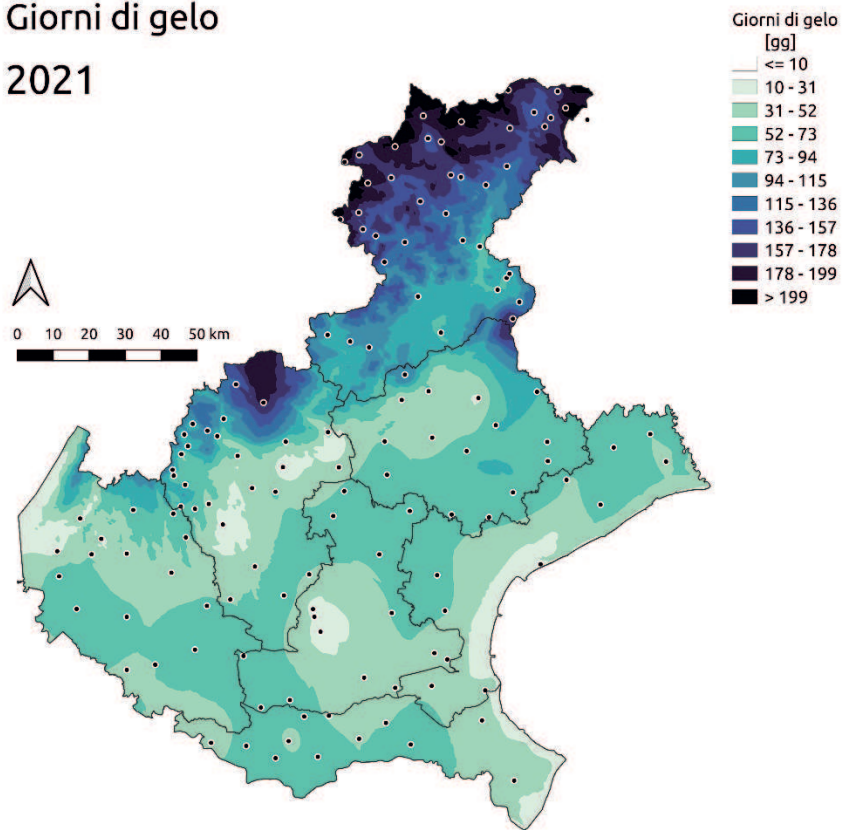 Giorni di gelo
2021
Giorni di gelo
[gg]
<= 10
10 - 31
31 - 52
52 - 73
73 - 94
94 - 115
115 - 136
136 - 157
157 - 178
178 - 199
> 199
0 10 20 30 40 50 km